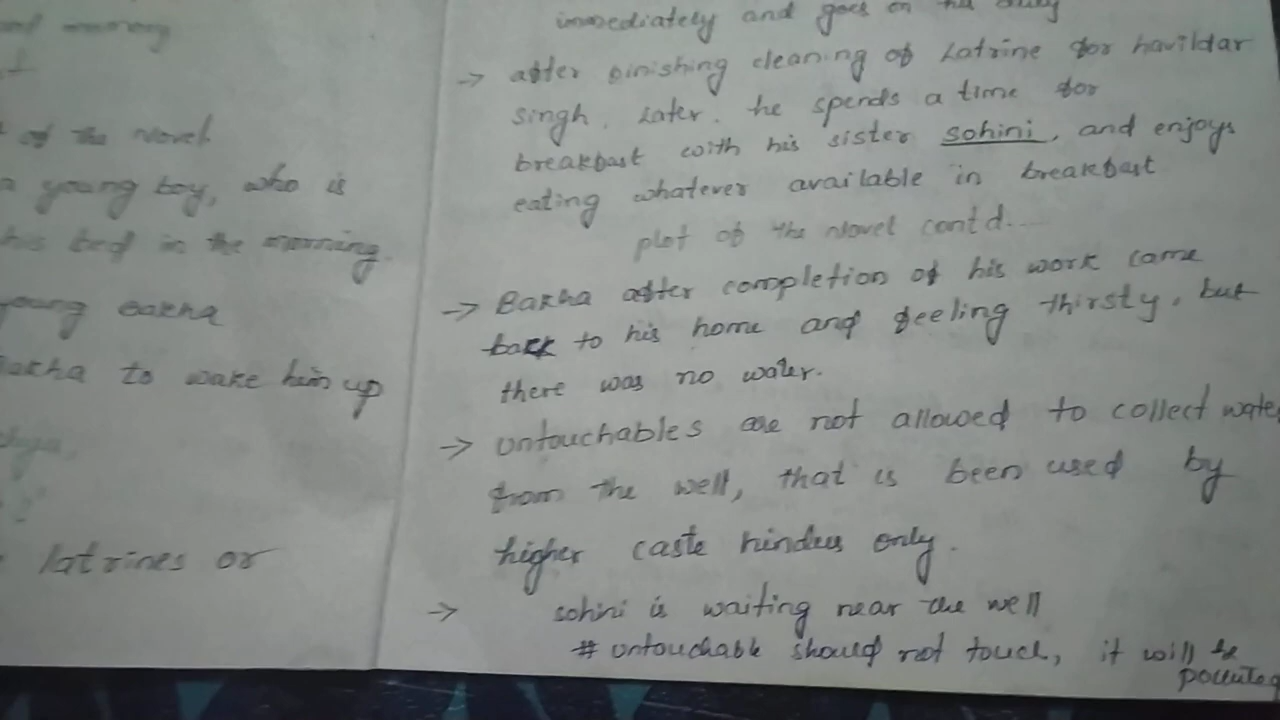 of the Novel
a young boy, who is
his bed in the morning.
young Bakha
Bakha to wake him up
latrines or
immediately and goes on his duty
→ after finishing cleaning of Latrine for havildar
singh. Later. he spends a time for
breakfast with his sister sohini, and enjoys
eating whatever available in breakfast
plot of the Novel cont'd...
→ Bakha after completion of his work came
back to his home and feeling thirsty, but
there was no water.
→ untouchables are not allowed to collect water
from the well, that is been used by
higher caste hindus only.
→ sohini is waiting near the well
# untouchable should not touch, it will be
polluted